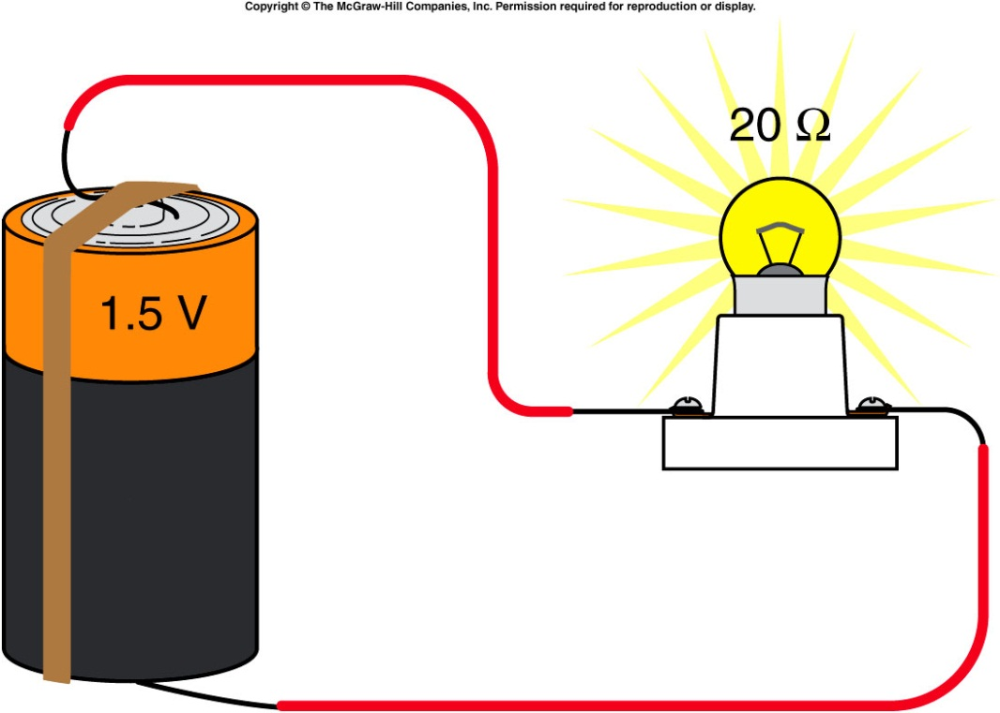 Copyright © The McGraw-Hill Companies, Inc. Permission required for reproduction or display.
20 Ω
1.5 V